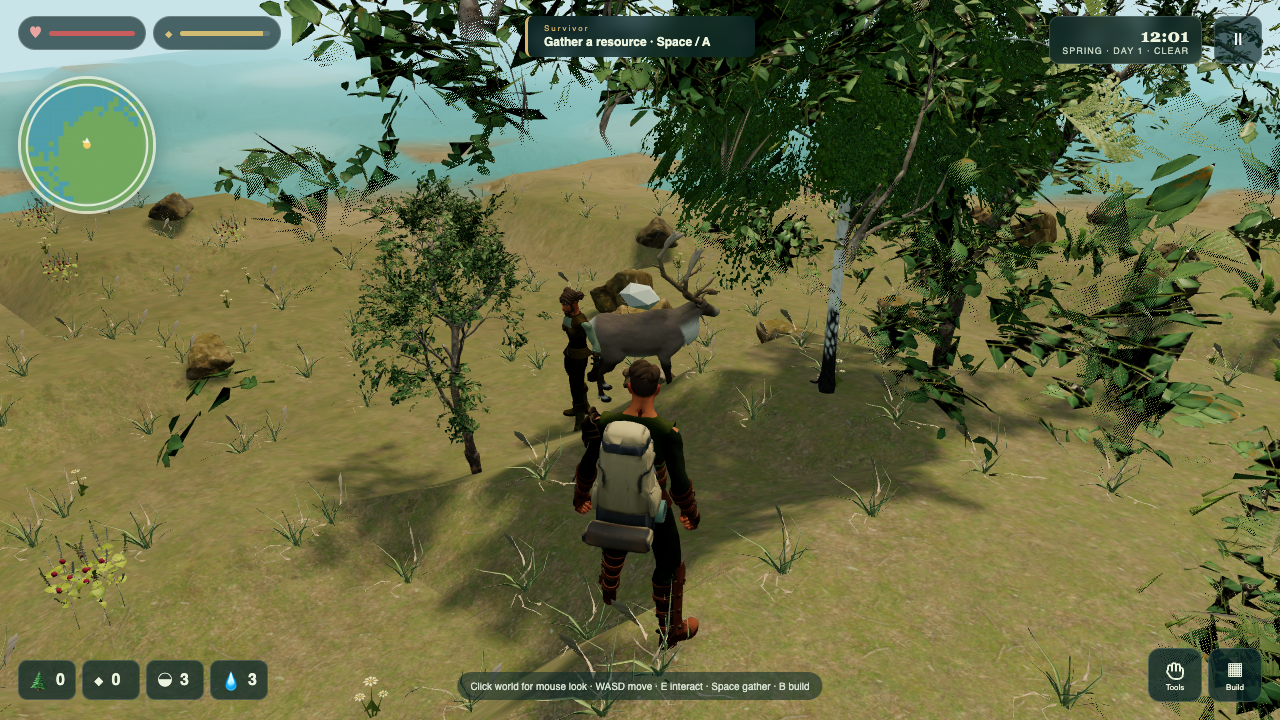 Survivor
Gather a resource · Space / A
12:01
SPRING · DAY 1 · CLEAR
0
0
3
3
Click world for mouse look · WASD move · E interact · Space gather · B build
Tools
Build